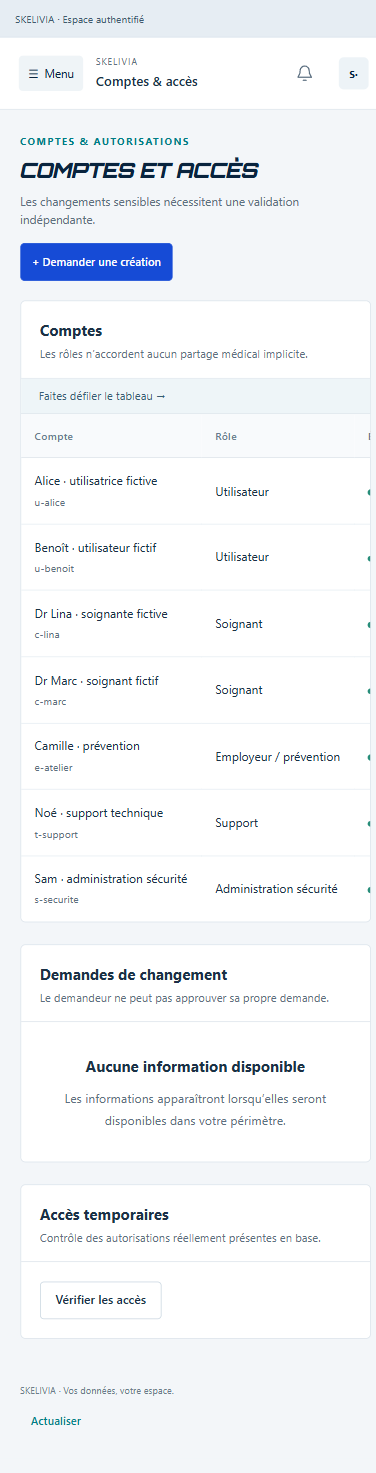 SKELIVIA · Espace authentifié
☰ Menu
SKELIVIA
Comptes & accès
S·
COMPTES & AUTORISATIONS
COMPTES ET ACCÈS
Les changements sensibles nécessitent une validation
indépendante.
+ Demander une création
Comptes
Les rôles n'accordent aucun partage médical implicite.
Faites défiler le tableau →
Compte Rôle
Alice · utilisatrice fictive
u-alice
Utilisateur
Benoît · utilisateur fictif
u-benoit
Utilisateur
Dr Lina · soignante fictive
c-lina
Soignant
Dr Marc · soignant fictif
c-marc
Soignant
Camille · prévention
e-atelier
Employeur / prévention
Noé · support technique
t-support
Support
Sam · administration sécurité
s-securite
Administration sécurité
Demandes de changement
Le demandeur ne peut pas approuver sa propre demande.
Aucune information disponible
Les informations apparaîtront lorsqu'elles seront
disponibles dans votre périmètre.
Accès temporaires
Contrôle des autorisations réellement présentes en base.
Vérifier les accès
SKELIVIA · Vos données, votre espace.
Actualiser